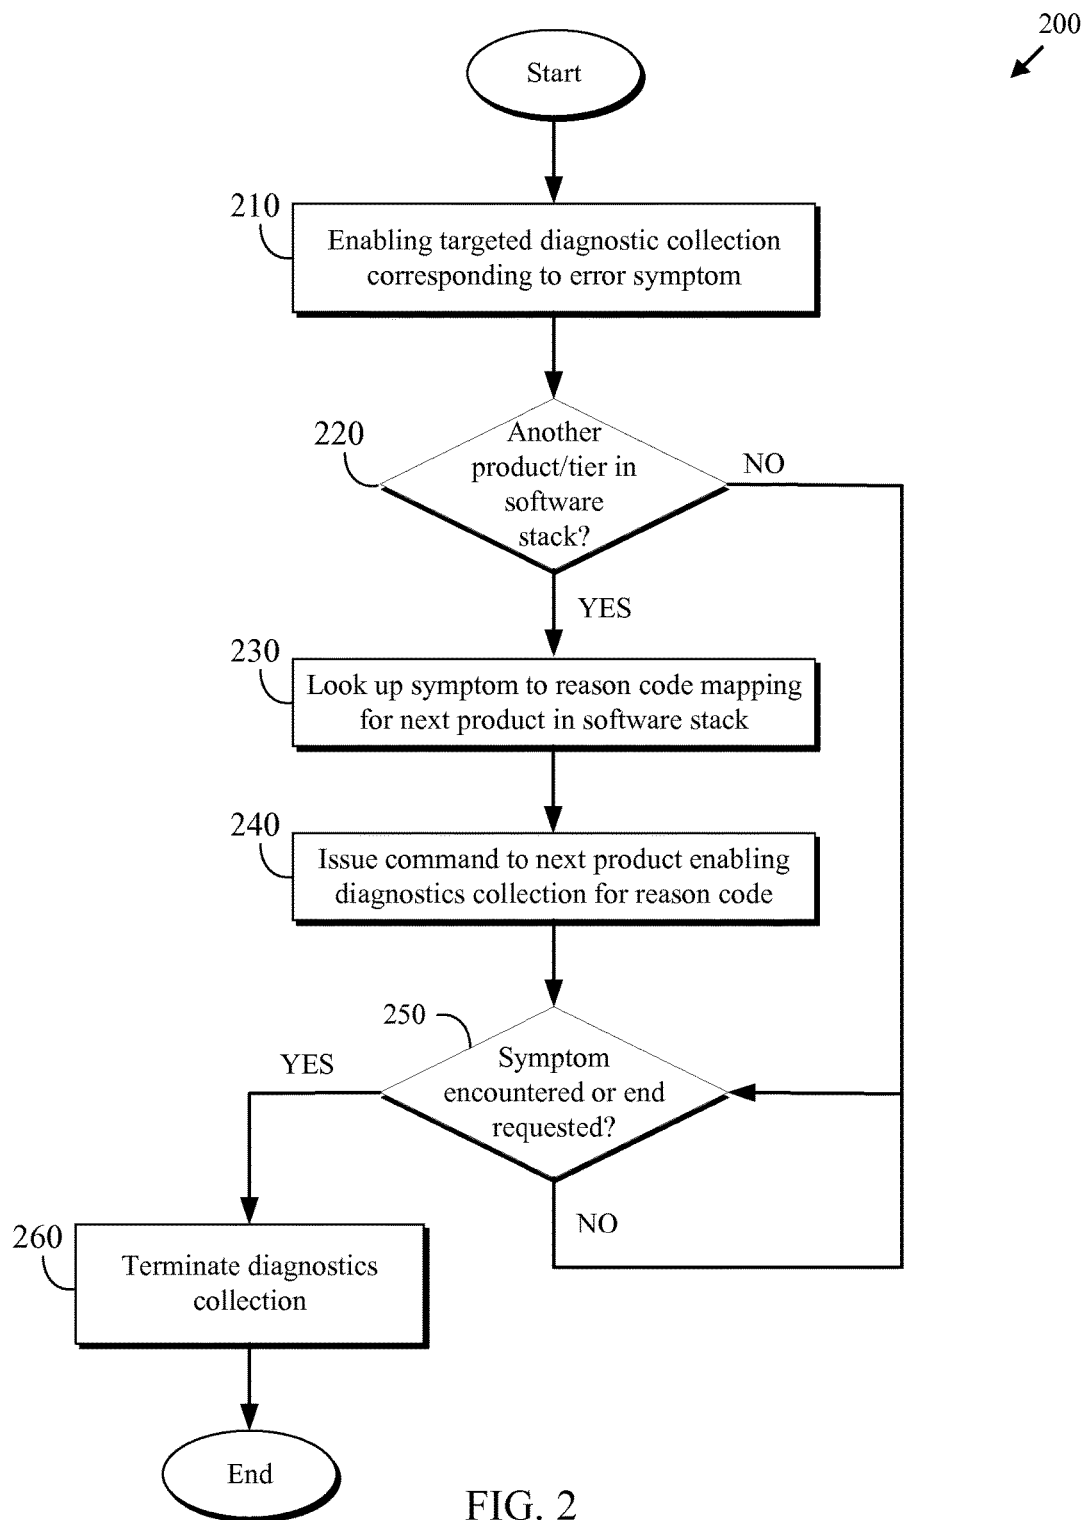 200
Start
210
Enabling targeted diagnostic collection
corresponding to error symptom
220
Another
product/tier in
software
stack?
NO
YES
230
Look up symptom to reason code mapping
for next product in software stack
240
Issue command to next product enabling
diagnostics collection for reason code
250
YES
Symptom
encountered or end
requested?
NO
260
Terminate diagnostics
collection
End
FIG. 2